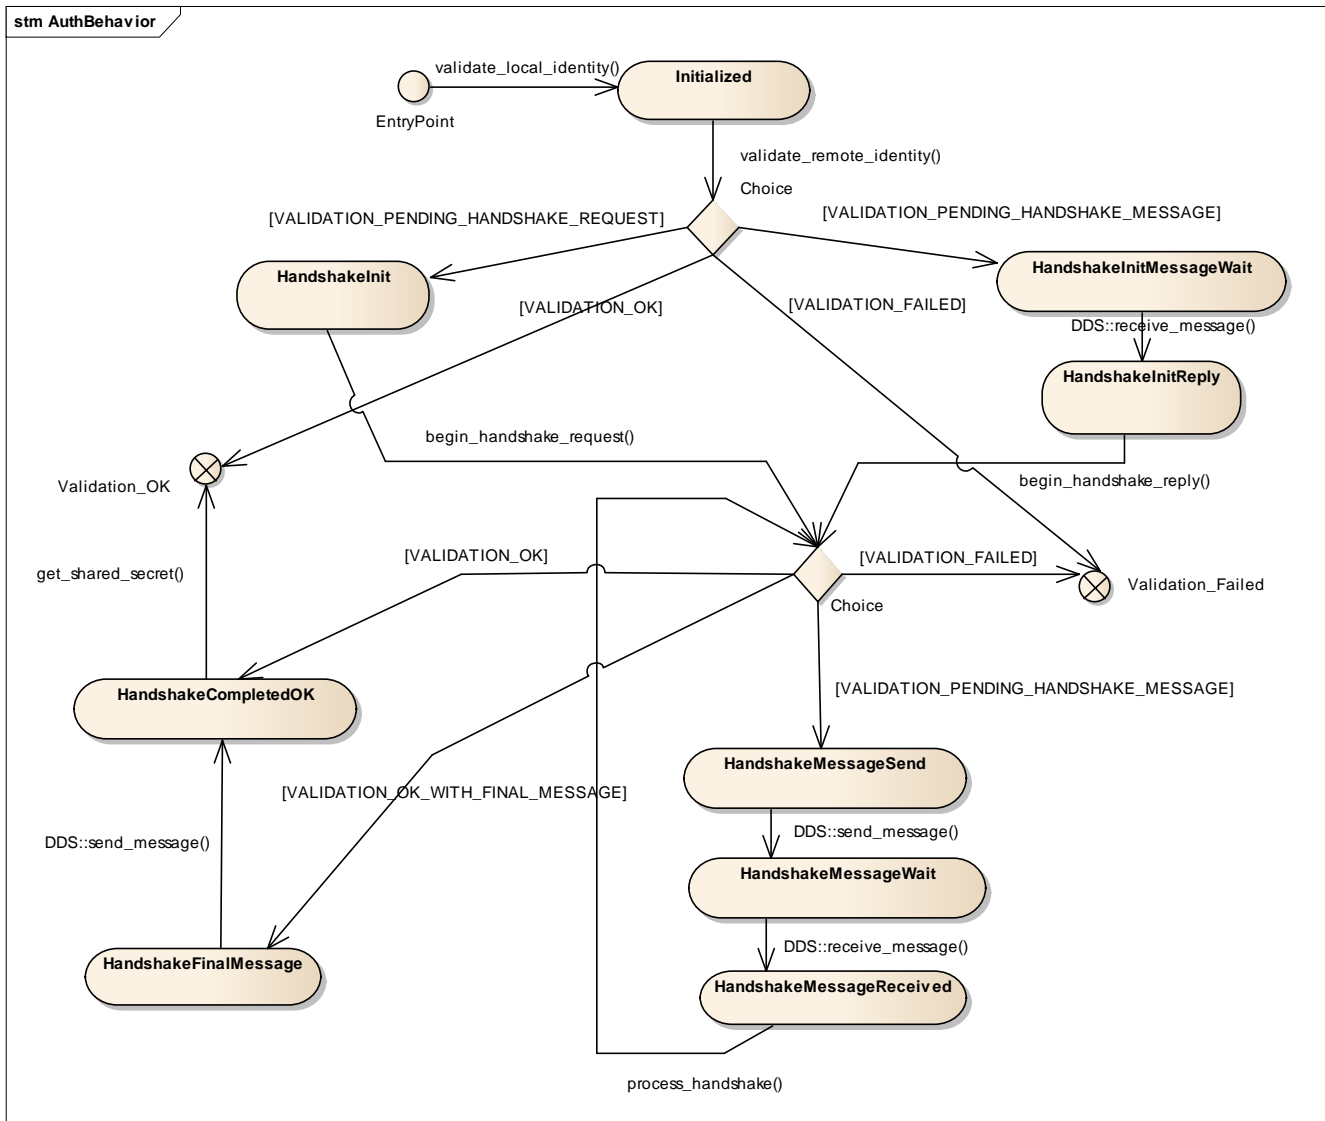 stm AuthBehavior
validate_local_identity()
Initialized
EntryPoint
validate_remote_identity()
Choice
[VALIDATION_PENDING_HANDSHAKE_REQUEST]
[VALIDATION_PENDING_HANDSHAKE_MESSAGE]
HandshakeInit
HandshakeInitMessageWait
[VALIDATION_OK]
[VALIDATION_FAILED]
DDS::receive_message()
HandshakeInitReply
begin_handshake_request()
Validation_OK
begin_handshake_reply()
[VALIDATION_OK]
[VALIDATION_FAILED]
get_shared_secret()
Validation_Failed
Choice
HandshakeCompletedOK
[VALIDATION_PENDING_HANDSHAKE_MESSAGE]
HandshakeMessageSend
[VALIDATION_OK_WITH_FINAL_MESSAGE]
DDS::send_message()
DDS::send_message()
HandshakeMessageWait
DDS::receive_message()
HandshakeFinalMessage
HandshakeMessageReceived
process_handshake()